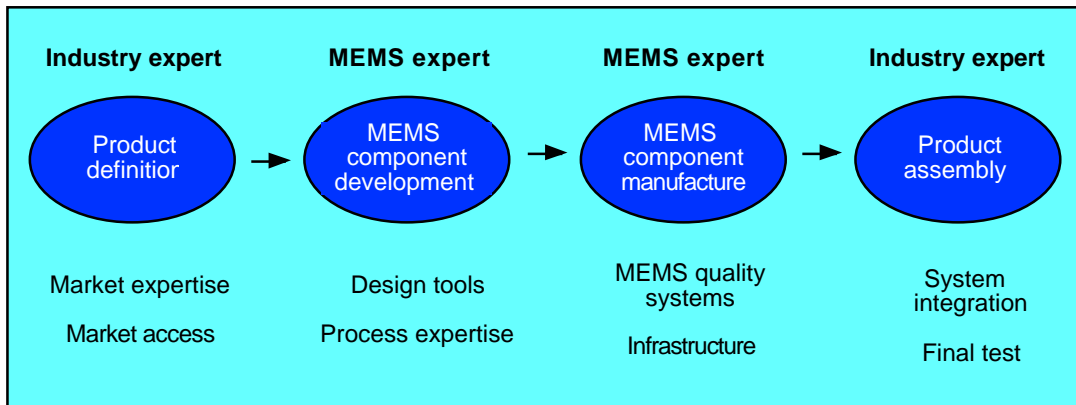 Industry expert
MEMS expert
MEMS expert
Industry expert
Product
definition
MEMS
component
development
MEMS
component
manufacture
Product
assembly
Market expertise
Market access
Design tools
Process expertise
MEMS quality
systems
Infrastructure
System
integration
Final test